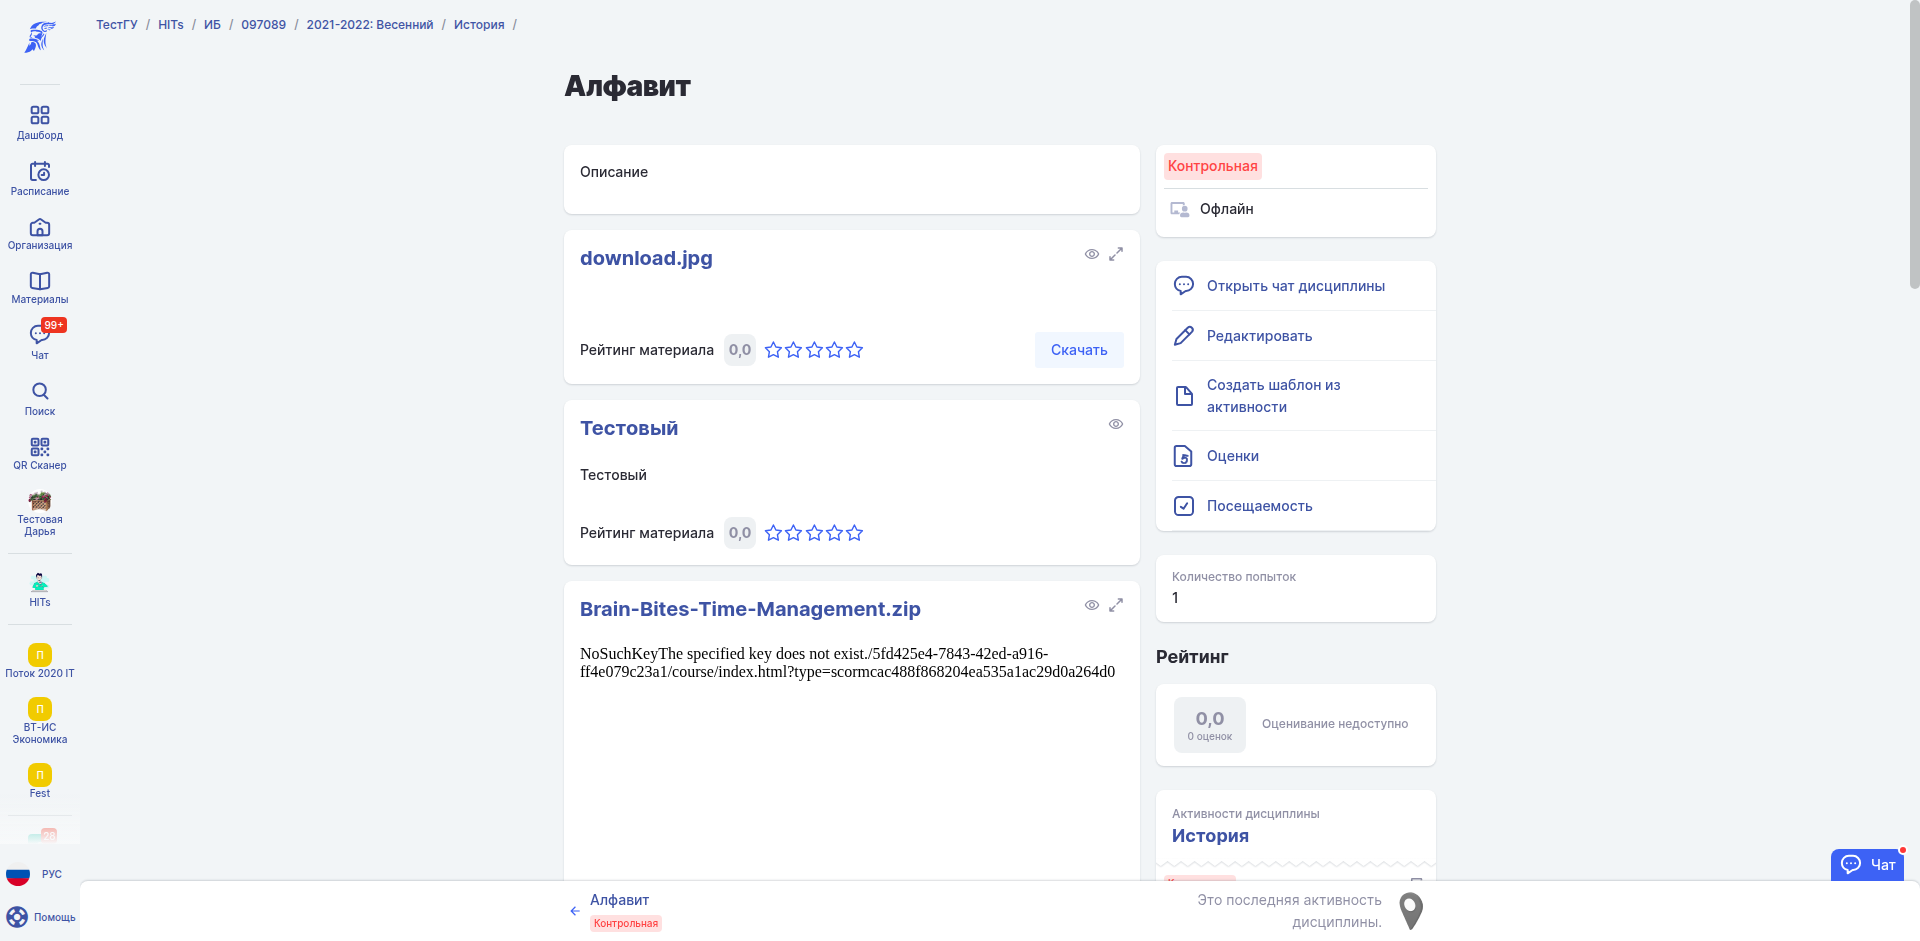 ТестГУ / HITs / ИБ / 097089 / 2021-2022: Весенний / История /
Дашборд
Расписание
Организация
Материалы
99+
Чат
Поиск
QR Сканер
Тестовая
Дарья
HITs
П
Поток 2020 IT
П
ВТ-ИС
Экономика
П
Fest
28
РУС
Помощь
Алфавит
Описание
download.jpg
Рейтинг материала 0,0
Скачать
Тестовый
Тестовый
Рейтинг материала 0,0
Brain-Bites-Time-Management.zip
NoSuchKeyThe specified key does not exist./5fd425e4-7843-42ed-a916-
ff4e079c23a1/course/index.html?type=scormcac488f868204ea535a1ac29d0a264d0
Контрольная
Офлайн
Открыть чат дисциплины
Редактировать
Создать шаблон из
активности
Оценки
Посещаемость
Количество попыток
1
Рейтинг
0,0
0 оценок
Оценивание недоступно
Активности дисциплины
История
Чат
Алфавит
Контрольная
Это последняя активность
дисциплины.